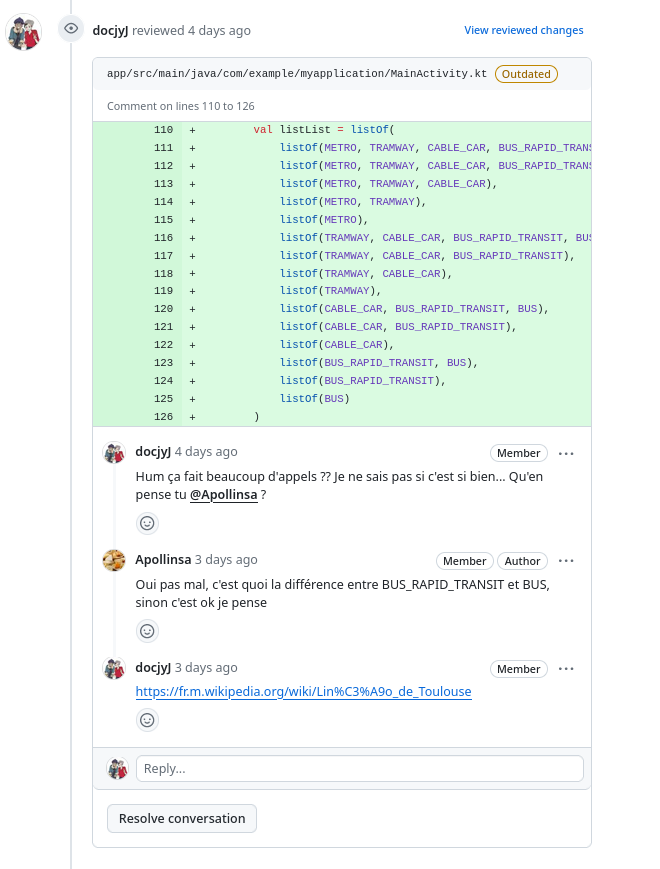 docjyJ reviewed 4 days ago View reviewed changes
app/src/main/java/com/example/myapplication/MainActivity.kt Outdated
Comment on lines 110 to 126
110 + val listList = listOf(
111 + listOf(METRO, TRAMWAY, CABLE_CAR, BUS_RAPID_TRANS
112 + listOf(METRO, TRAMWAY, CABLE_CAR, BUS_RAPID_TRANS
113 + listOf(METRO, TRAMWAY, CABLE_CAR),
114 + listOf(METRO, TRAMWAY),
115 + listOf(METRO),
116 + listOf(TRAMWAY, CABLE_CAR, BUS_RAPID_TRANSIT, BUS
117 + listOf(TRAMWAY, CABLE_CAR, BUS_RAPID_TRANSIT),
118 + listOf(TRAMWAY, CABLE_CAR),
119 + listOf(TRAMWAY),
120 + listOf(CABLE_CAR, BUS_RAPID_TRANSIT, BUS),
121 + listOf(CABLE_CAR, BUS_RAPID_TRANSIT),
122 + listOf(CABLE_CAR),
123 + listOf(BUS_RAPID_TRANSIT, BUS),
124 + listOf(BUS_RAPID_TRANSIT),
125 + listOf(BUS)
126 + )
docjyJ 4 days ago Member ...
Hum ça fait beaucoup d'appels ?? Je ne sais pas si c'est si bien... Qu'en
pense tu @Apollinsa ?
Apollinsa 3 days ago Member Author ...
Oui pas mal, c'est quoi la différence entre BUS_RAPID_TRANSIT et BUS,
sinon c'est ok je pense
docjyJ 3 days ago Member ...
https://fr.m.wikipedia.org/wiki/Lin%C3%A9o_de_Toulouse
Reply...
Resolve conversation